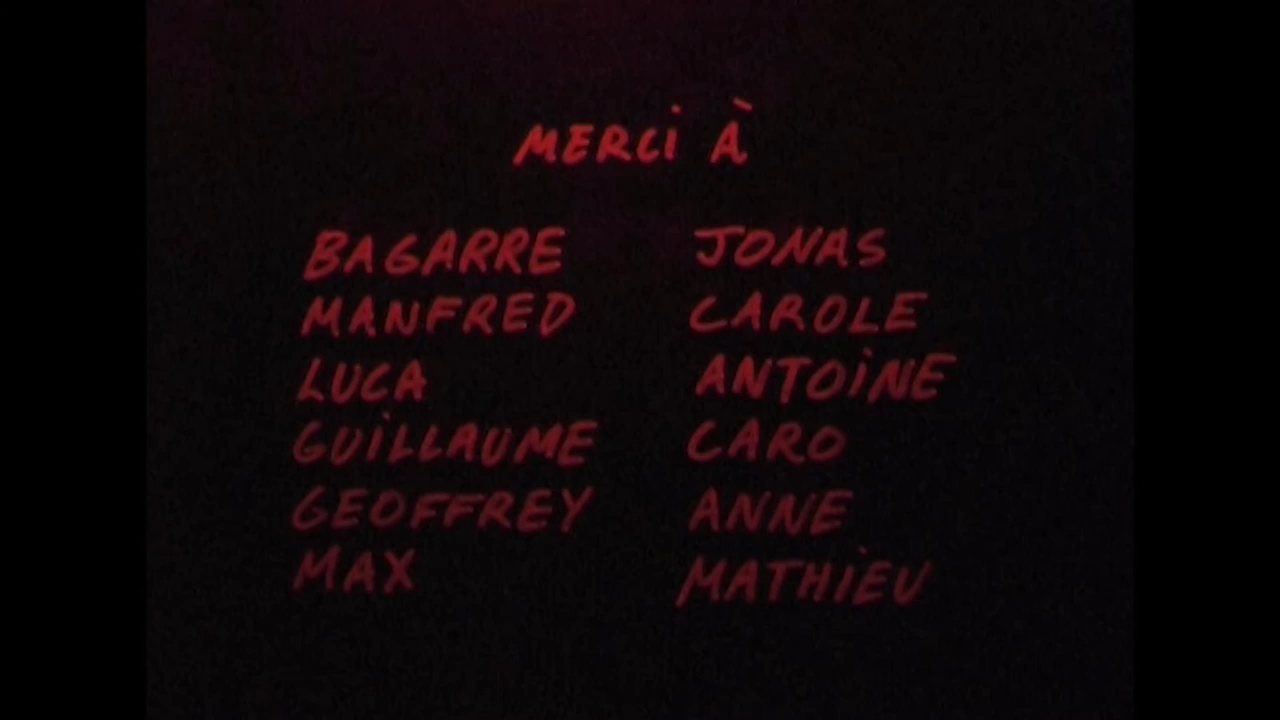 MERCi À
BAGARRE
MANFRED
LUCA
GUiLLAUME
GEOFFREY
MAX
JONAS
CAROLE
ANTOiNE
CARO
ANNE
MATHiEU